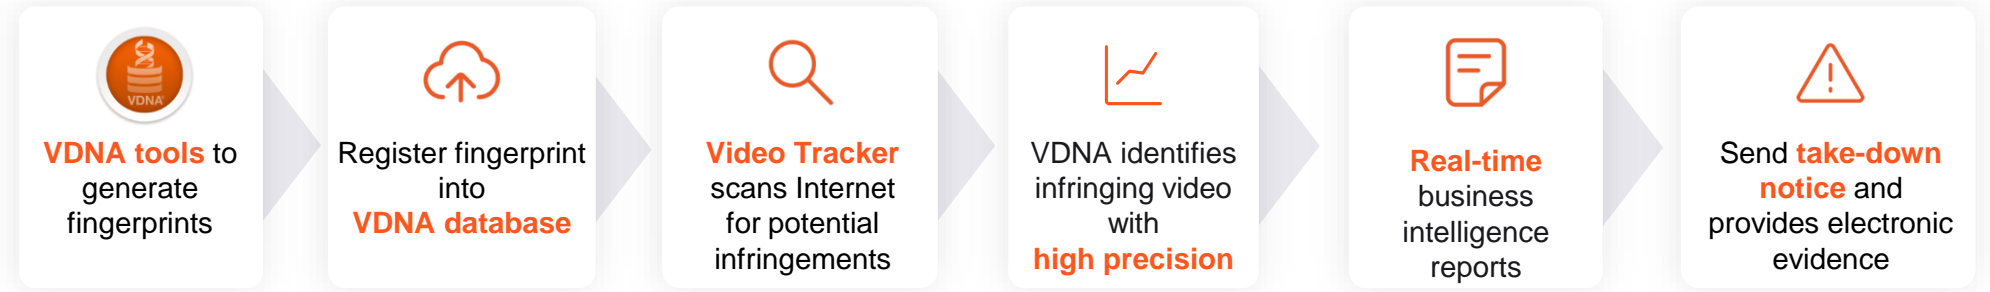 VDNA
VDNA tools to
generate
fingerprints
Register fingerprint
into
VDNA database
Video Tracker
scans Internet
for potential
infringements
VDNA identifies
infringing video
with
high precision
Real-time
business
intelligence
reports
Send take-down
notice and
provides electronic
evidence